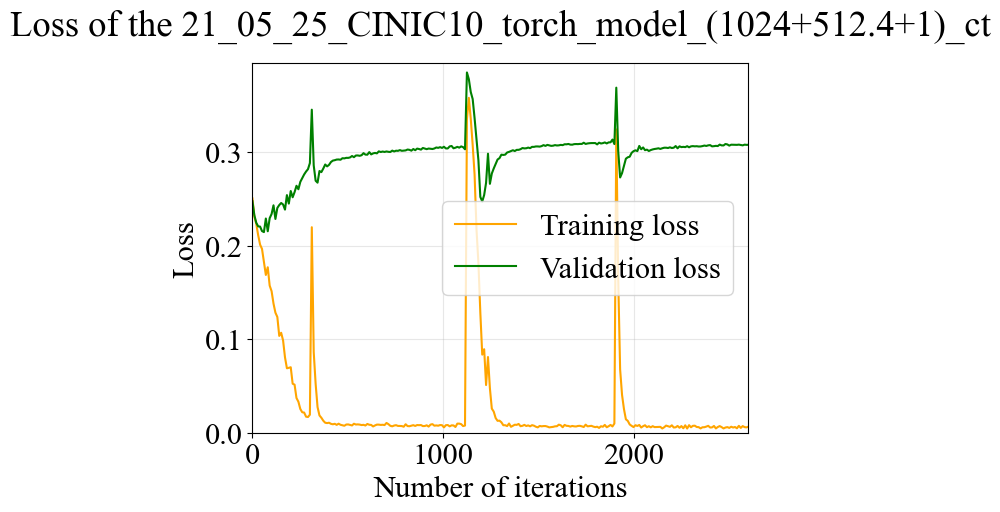 Loss of the 21_05_25_CINIC10_torch_model_(1024+512.4+1)_ct
0.3
0.2
0.1
0.0
Loss
Training loss
Validation loss
0 1000 2000
Number of iterations